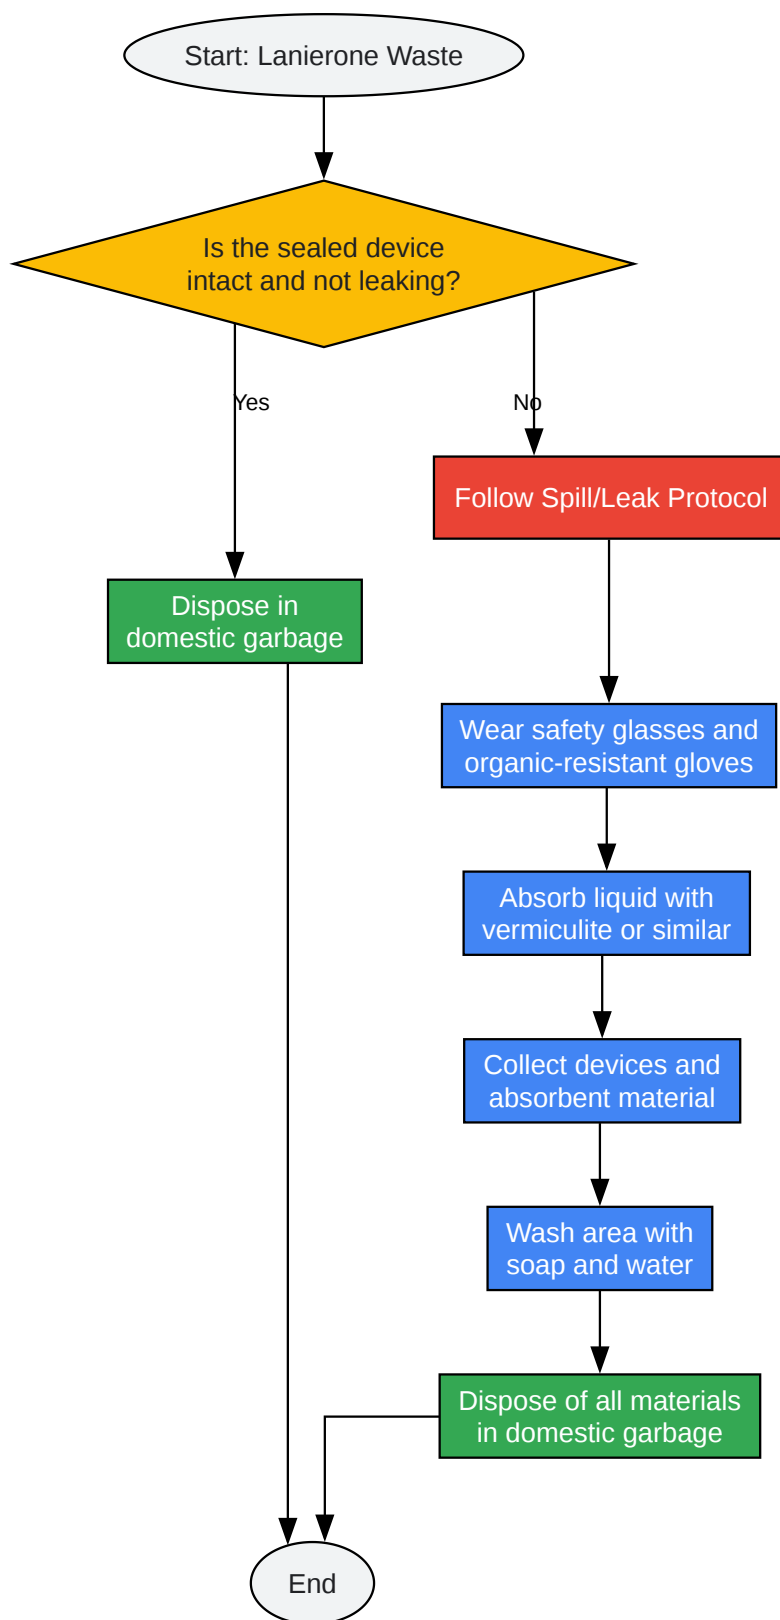 Start: Lanierone Waste
Is the sealed device
intact and not leaking?
Yes
No
Follow Spill/Leak Protocol
Dispose in
domestic garbage
Wear safety glasses and
organic-resistant gloves
Absorb liquid with
vermiculite or similar
Collect devices and
absorbent material
Wash area with
soap and water
Dispose of all materials
in domestic garbage
End